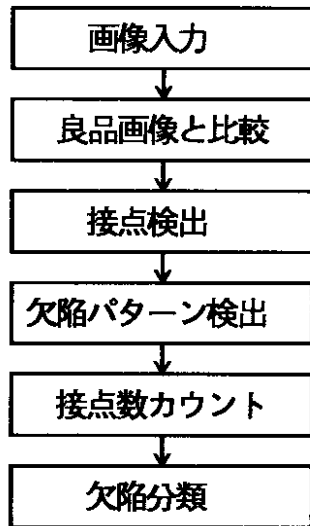 画像入力
良品画像と比較
接点検出
欠陥パターン検出
接点数カウント
欠陥分類